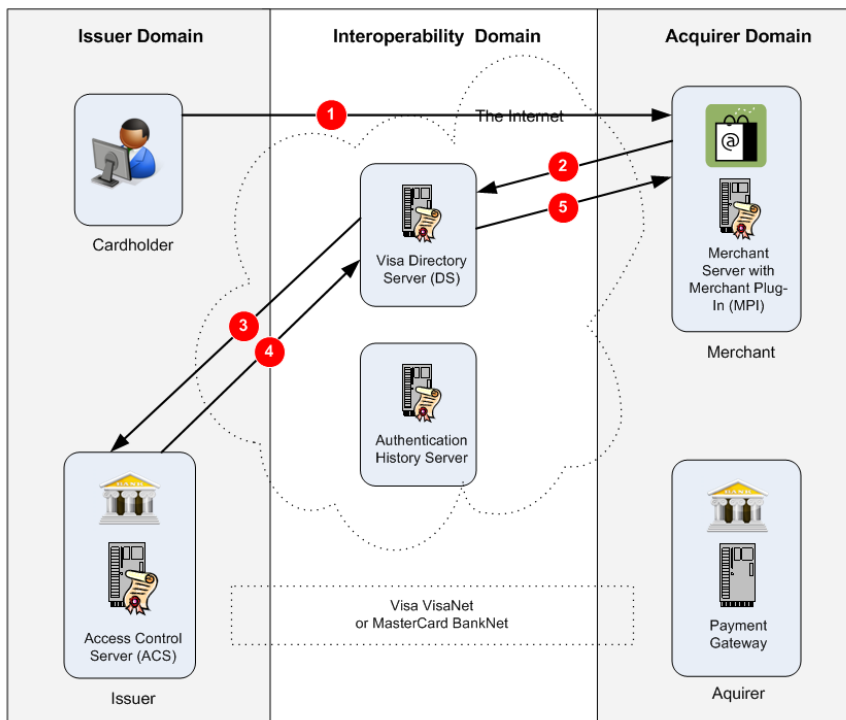 Issuer Domain
Interoperability Domain
Acquirer Domain
1
The Internet
@
2
5
Cardholder
Visa Directory
Server (DS)
Merchant
Server with
Merchant Plug-
In (MPI)
Merchant
3
4
Authentication
History Server
BANK
BANK
Access Control
Server (ACS)
Issuer
Visa VisaNet
or MasterCard BankNet
Payment
Gateway
Aquirer